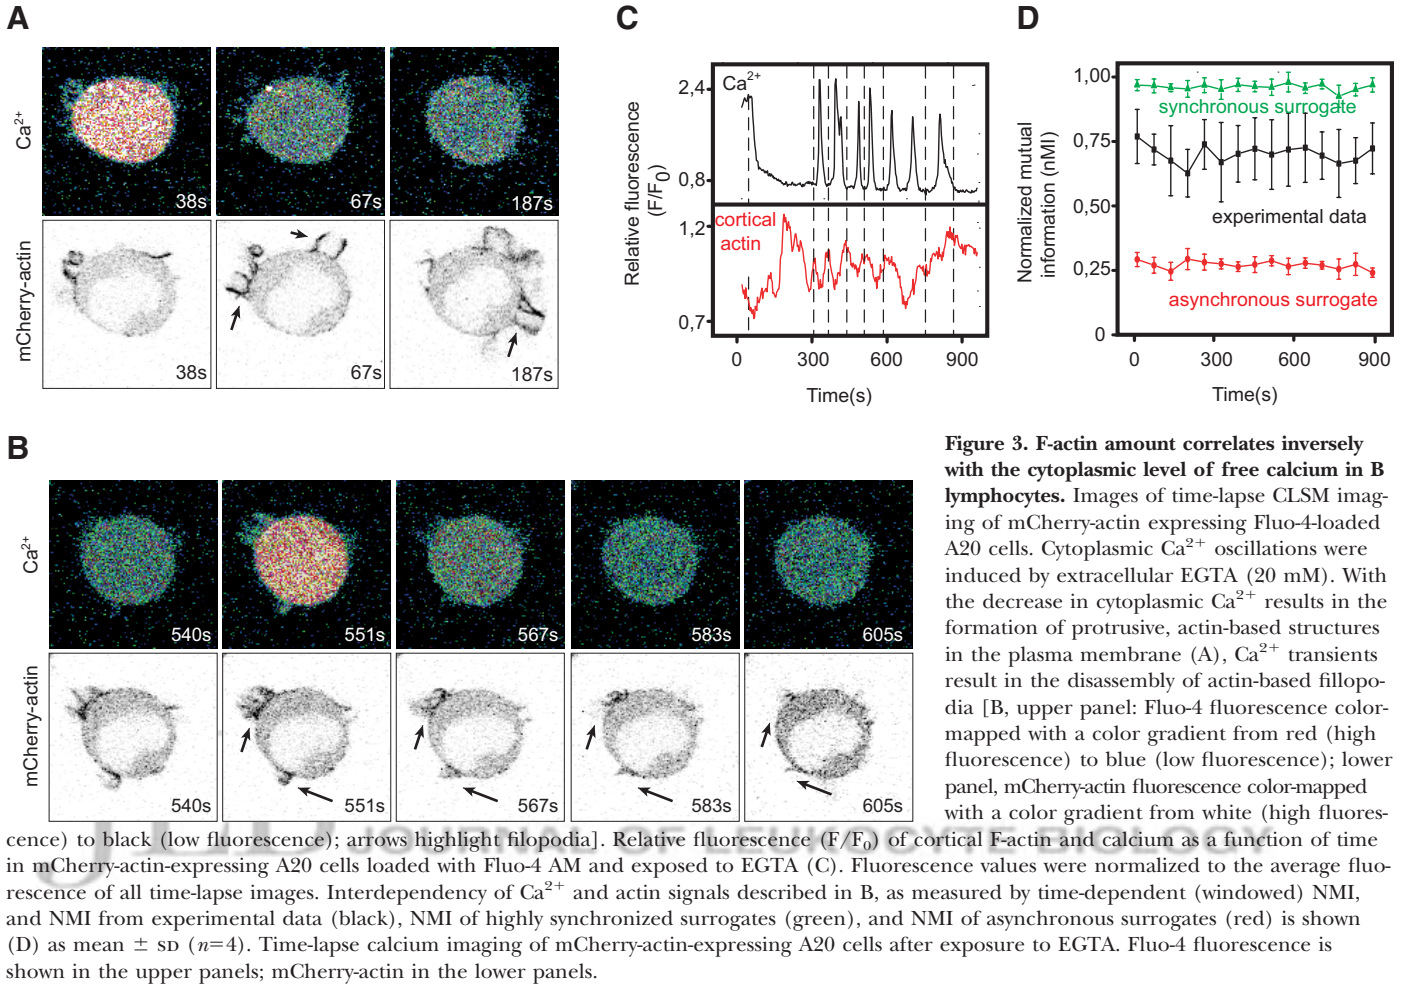 A
Ca2+
38s
67s
187s
mCherry-actin
38s
67s
187s
B
Ca2+
540s
551s
567s
583s
605s
mCherry-actin
540s
551s
567s
583s
605s
C
Relative fluorescence
(F/F0)
2,4
0,8
Ca2+
1,2
0,7
cortical
actin
0
300
600
900
Time(s)
D
Normalized mutual
information (nMI)
1,00
0,75
0,50
0,25
0
synchronous surrogate
experimental data
asynchronous surrogate
0
300
600
900
Time(s)
Figure 3. F-actin amount correlates inversely
with the cytoplasmic level of free calcium in B
lymphocytes. Images of time-lapse CLSM imag-
ing of mCherry-actin expressing Fluo-4-loaded
A20 cells. Cytoplasmic Ca2+ oscillations were
induced by extracellular EGTA (20 mM). With
the decrease in cytoplasmic Ca2+ results in the
formation of protrusive, actin-based structures
in the plasma membrane (A), Ca2+ transients
result in the disassembly of actin-based fillopo-
dia [B, upper panel: Fluo-4 fluorescence color-
mapped with a color gradient from red (high
fluorescence) to blue (low fluorescence); lower
panel, mCherry-actin fluorescence color-mapped
with a color gradient from white (high fluores-
cence) to black (low fluorescence); arrows highlight filopodia]. Relative fluorescence (F/F0) of cortical F-actin and calcium as a function of time
in mCherry-actin-expressing A20 cells loaded with Fluo-4 AM and exposed to EGTA (C). Fluorescence values were normalized to the average fluo-
rescence of all time-lapse images. Interdependency of Ca2+ and actin signals described in B, as measured by time-dependent (windowed) NMI,
and NMI from experimental data (black), NMI of highly synchronized surrogates (green), and NMI of asynchronous surrogates (red) is shown
(D) as mean ± SD (n=4). Time-lapse calcium imaging of mCherry-actin-expressing A20 cells after exposure to EGTA. Fluo-4 fluorescence is
shown in the upper panels; mCherry-actin in the lower panels.
JOURNAL OF LEUKOCYTE BIOLOGY